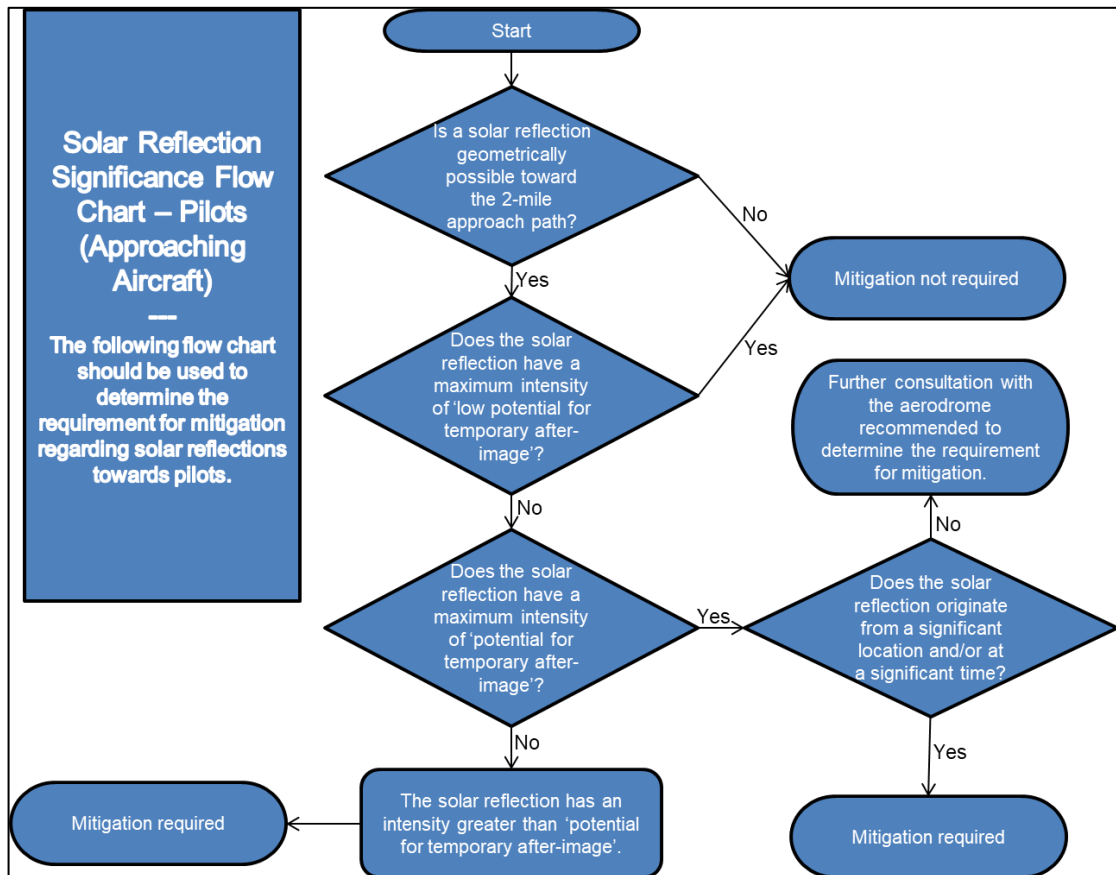 Solar Reflection
Significance Flow
Chart – Pilots
(Approaching
Aircraft)
---
The following flow chart
should be used to
determine the
requirement for mitigation
regarding solar reflections
towards pilots.
Start
Is a solar reflection
geometrically
possible toward
the 2-mile
approach path?
No
Yes
Mitigation not required
Does the solar
reflection have a
maximum intensity
of ‘low potential for
temporary after-
image’?
Yes
No
Further consultation with
the aerodrome
recommended to
determine the requirement
for mitigation.
No
Does the solar
reflection have a
maximum intensity
of ‘potential for
temporary after-
image’?
Yes
Does the solar
reflection originate
from a significant
location and/or at
a significant time?
No
Yes
Mitigation required
The solar reflection has an
intensity greater than ‘potential
for temporary after-image’.
Mitigation required